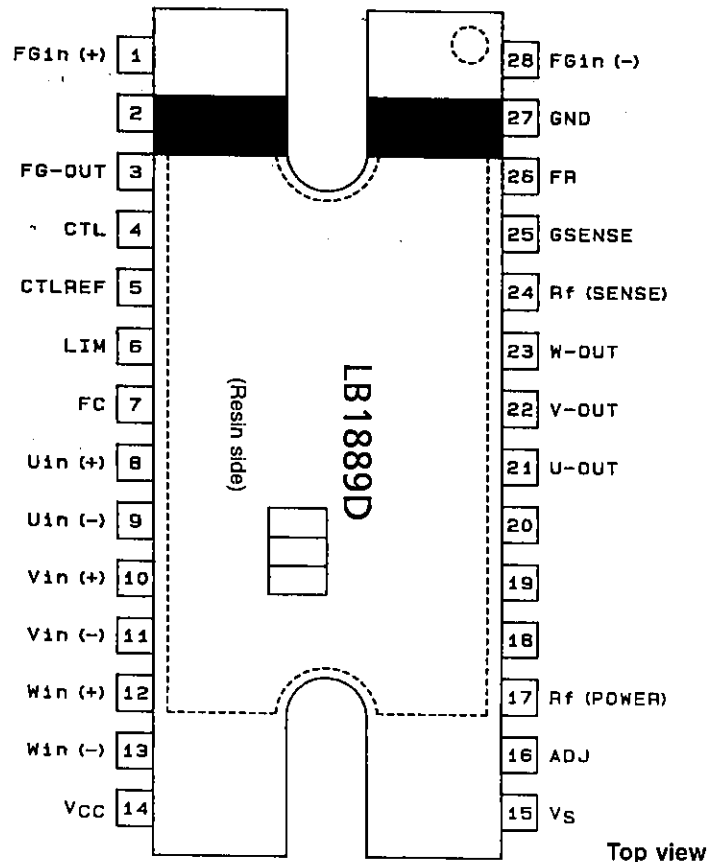 FGin (+) 1
2
FG-OUT 3
CTL 4
CTLREF 5
LIM 6
FC 7
Uin (+) 8
Uin (-) 9
Vin (+) 10
Vin (-) 11
Win (+) 12
Win (-) 13
VCC 14
LB1889D
(Resin side)
28 FGin (-)
27 GND
26 FR
25 GSENSE
24 Rf (SENSE)
23 W-OUT
22 V-OUT
21 U-OUT
20
19
18
17 Rf (POWER)
16 ADJ
15 VS
Top view